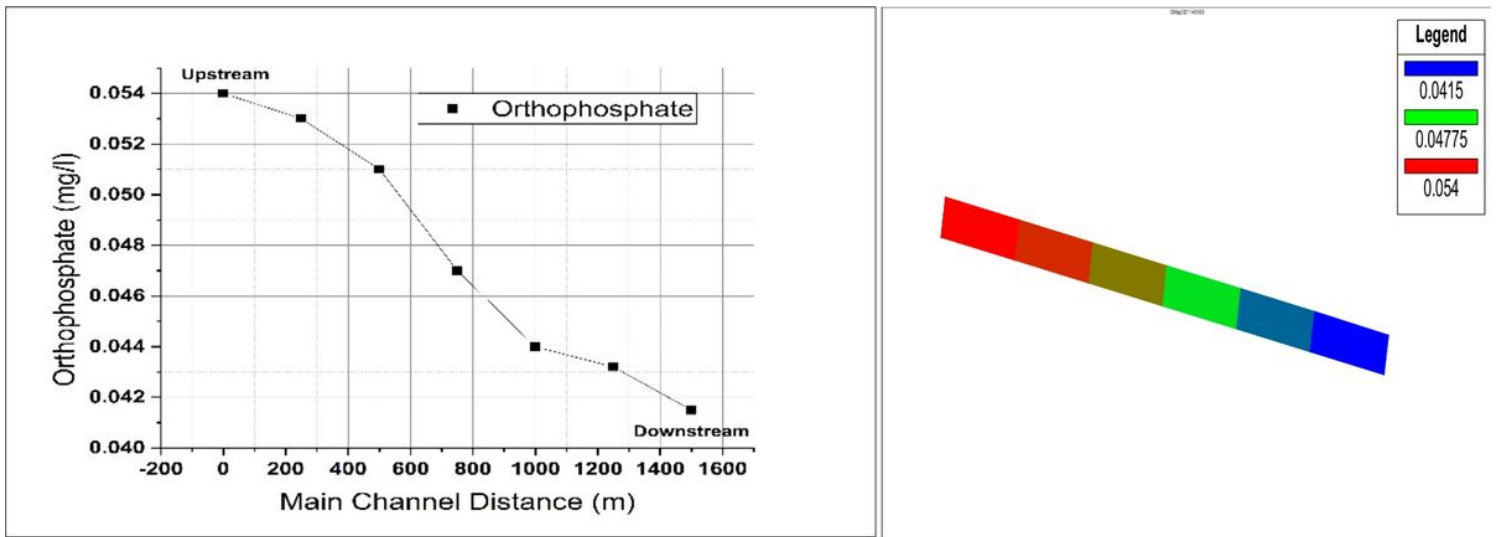 Upstream
Orthophosphate
0.054
0.052
0.050
0.048
0.046
0.044
0.042
0.040
Orthophosphate (mg/l)
Downstream
-200 0 200 400 600 800 1000 1200 1400 1600
Main Channel Distance (m)
Legend
0.0415
0.04775
0.054